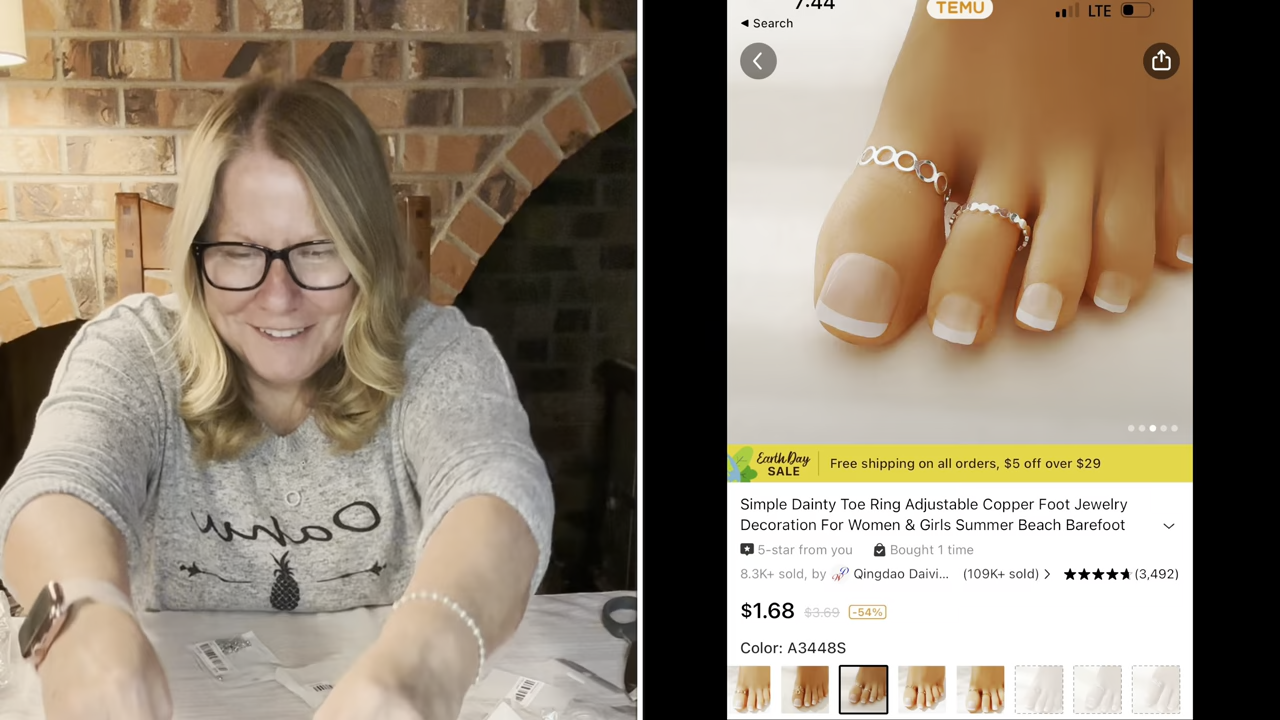 Oahu
7:44
TEMU
LTE
Search
Earth Day
SALE
Free shipping on all orders, $5 off over $29
Simple Dainty Toe Ring Adjustable Copper Foot Jewelry
Decoration For Women & Girls Summer Beach Barefoot
5-star from you
Bought 1 time
8.3K+ sold, by Qingdao Daivi... (109K+ sold) (3,492)
$1.68 $3.69 -54%
Color: A3448S